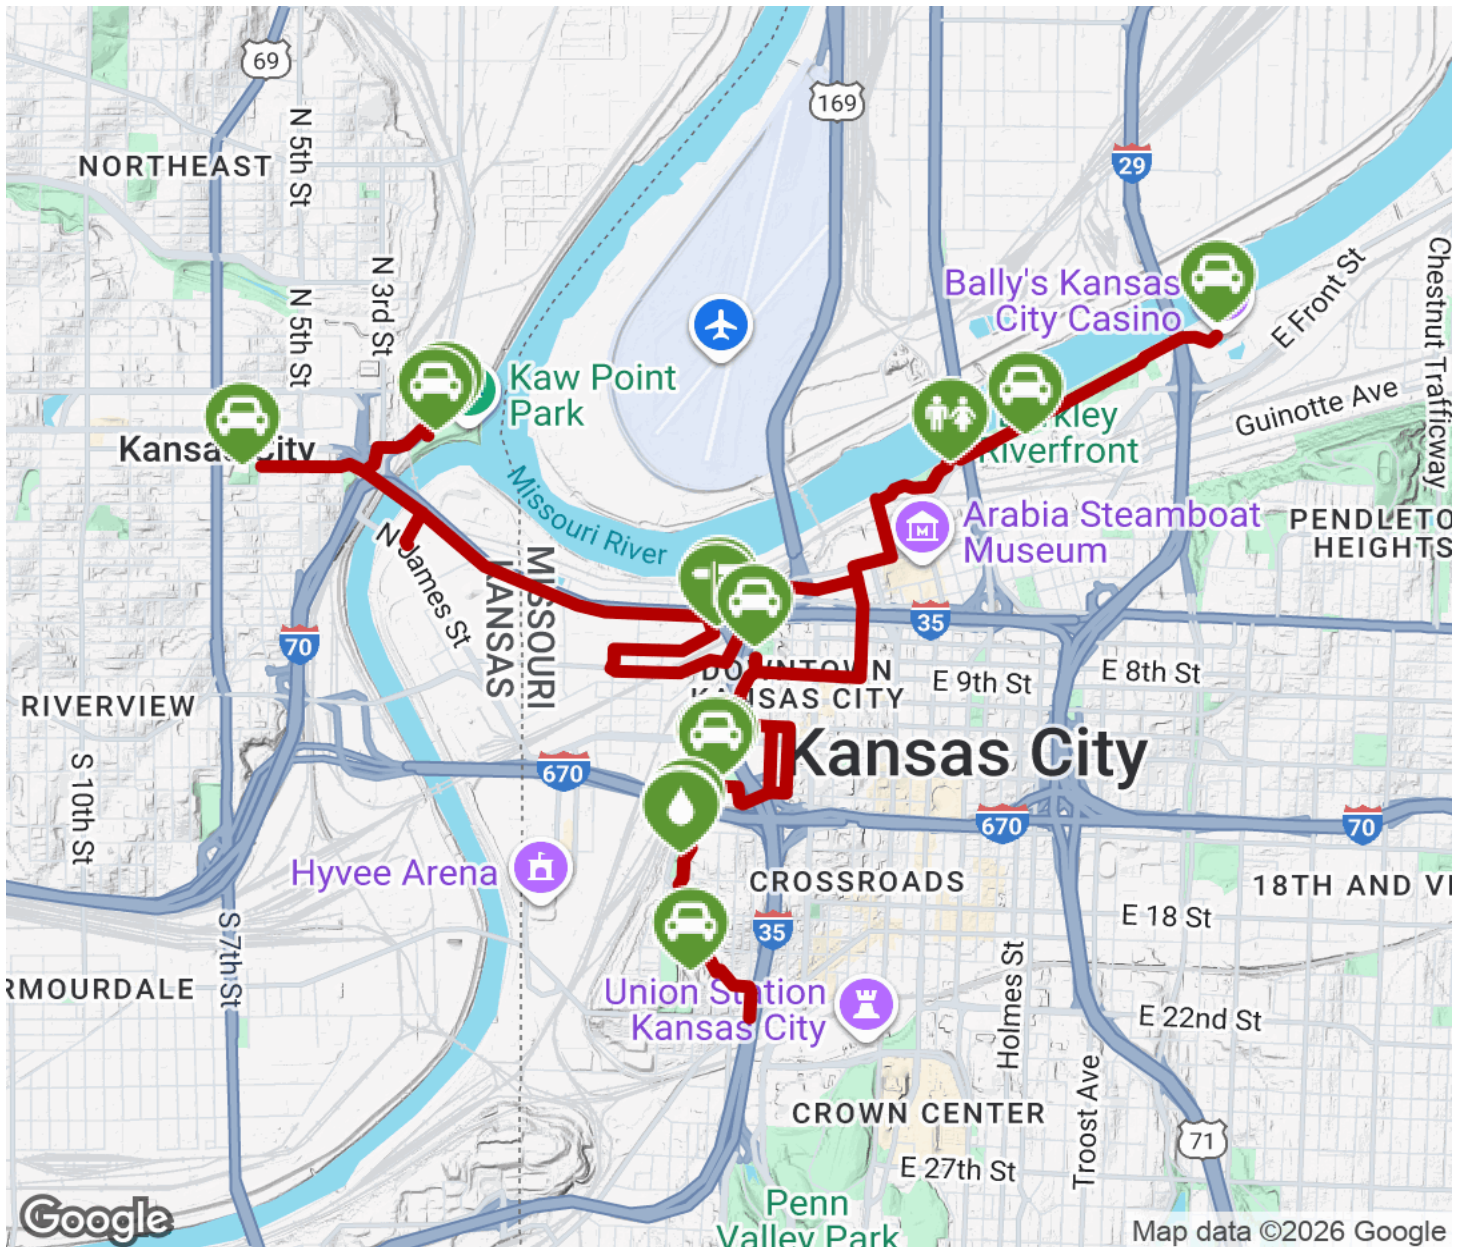 69
169
29
NORTHEAST
N 5th St
N 3rd St
N 5th St
Bally's Kansas
City Casino
E Front St
Chestnut Trafficway
Kaw Point
Park
Guinotte Ave
Riverfront
Missouri River
Arabia Steamboat
Museum
PENDLETO
HEIGHTS
N James St
MISSOURI
KANSAS
35
70
DOWNTOWN
KANSAS CITY
E 9th St
E 8th St
RIVERVIEW
S 10th St
670
Kansas City
670
70
Hyvee Arena
CROSSROADS
18TH AND VI
E 18 St
35
S 7th St
RMOURDALE
Union Station
Kansas City
Holmes St
E 22nd St
Troost Ave
CROWN CENTER
71
E 27th St
Penn
Valley Park
Google
Map data ©2026 Google